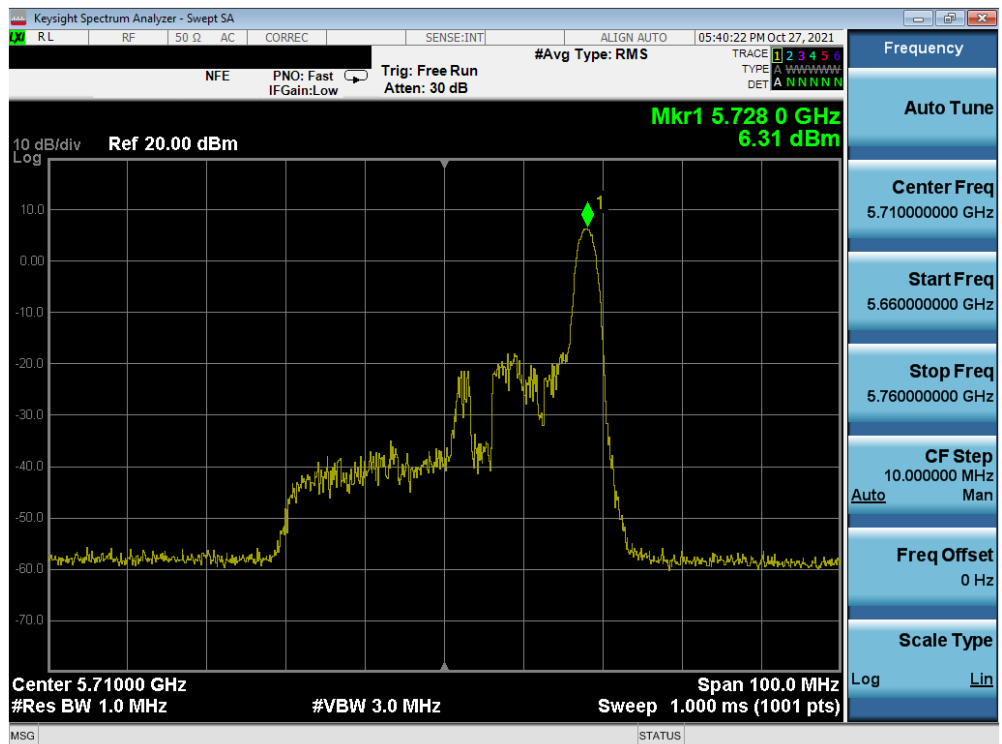 Keysight Spectrum Analyzer - Swept SA
LXI RL RF 50 Ω AC CORREC SENSE:INT ALIGN AUTO 05:40:22 PM Oct 27, 2021
NFE PNO: Fast IFGain:Low
Trig: Free Run
Atten: 30 dB
#Avg Type: RMS
TRACE 1 2 3 4 5 6
TYPE A WWWWW
DET A N N N N N
Mkr1 5.728 0 GHz
6.31 dBm
10 dB/div Ref 20.00 dBm
Log
1
10.0
0.00
-10.0
-20.0
-30.0
-40.0
-50.0
-60.0
-70.0
Center 5.71000 GHz Span 100.0 MHz
#Res BW 1.0 MHz #VBW 3.0 MHz Sweep 1.000 ms (1001 pts)
MSG STATUS
Frequency
Auto Tune
Center Freq
5.710000000 GHz
Start Freq
5.660000000 GHz
Stop Freq
5.760000000 GHz
CF Step
10.000000 MHz
Auto Man
Freq Offset
0 Hz
Scale Type
Log Lin